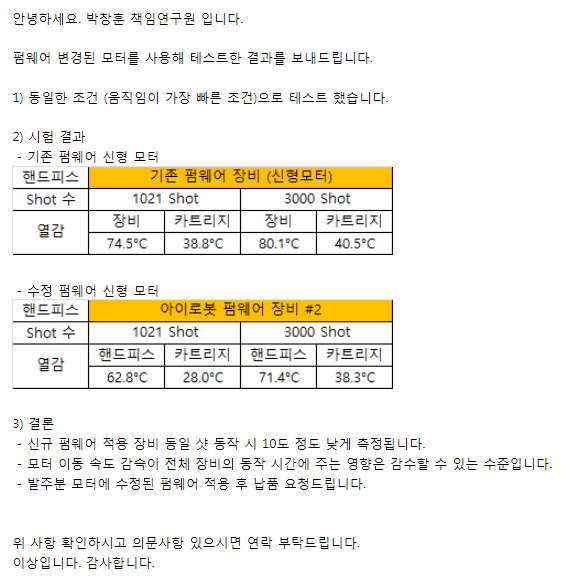 안녕하세요. 박창훈 책임연구원 입니다.
펌웨어 변경된 모터를 사용해 테스트한 결과를 보내드립니다.
1) 동일한 조건 (움직임이 가장 빠른 조건)으로 테스트 했습니다.
2) 시험 결과
- 기존 펌웨어 신형 모터
핸드피스 기존 펌웨어 장비 (신형모터)
Shot 수 1021 Shot 3000 Shot
열감 장비 카트리지 장비 카트리지
74.5°C 38.8°C 80.1°C 40.5°C
- 수정 펌웨어 신형 모터
핸드피스 아이로봇 펌웨어 장비 #2
Shot 수 1021 Shot 3000 Shot
열감 핸드피스 카트리지 핸드피스 카트리지
62.8°C 28.0°C 71.4°C 38.3°C
3) 결론
- 신규 펌웨어 적용 장비 동일 샷 동작 시 10도 정도 낮게 측정됩니다.
- 모터 이동 속도 감속이 전체 장비의 동작 시간에 주는 영향은 감수할 수 있는 수준입니다.
- 발주분 모터에 수정된 펌웨어 적용 후 납품 요청드립니다.
위 사항 확인하시고 의문사항 있으시면 연락 부탁드립니다.
이상입니다. 감사합니다.